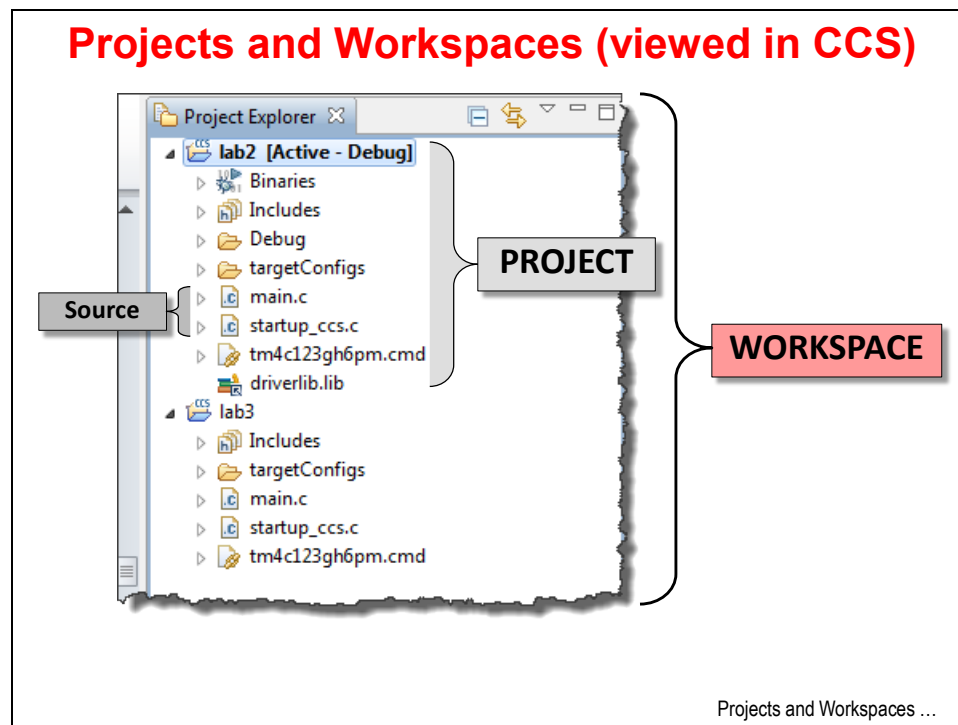 Projects and Workspaces (viewed in CCS)
Project Explorer
lab2 [Active - Debug]
Binaries
Includes
Debug
targetConfigs
main.c
startup_ccs.c
tm4c123gh6pm.cmd
driverlib.lib
lab3
Includes
targetConfigs
main.c
startup_ccs.c
tm4c123gh6pm.cmd
Source
PROJECT
WORKSPACE
Projects and Workspaces ...